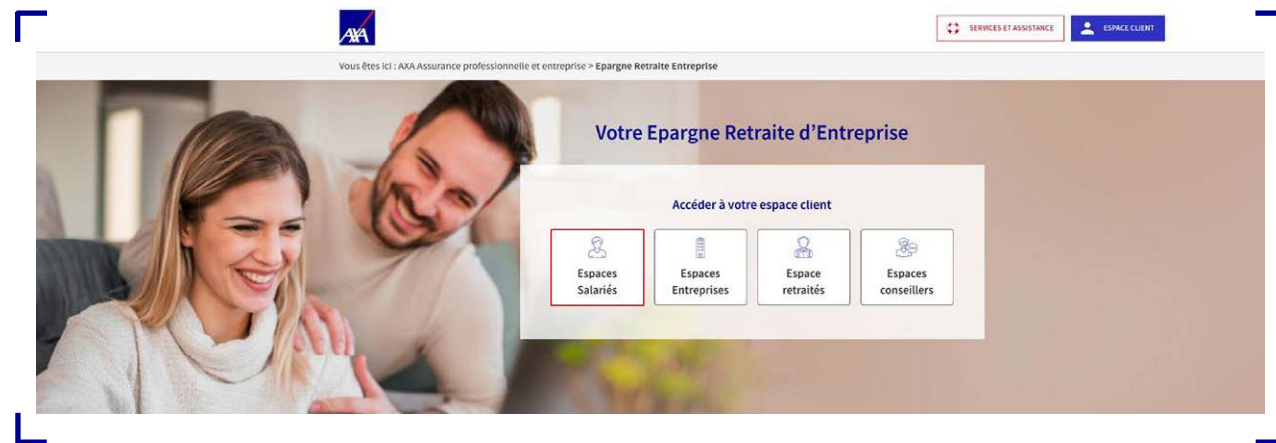 AXA
SERVICES ET ASSISTANCE
ESPACE CLIENT
Vous êtes ici : AXA Assurance professionnelle et entreprise > Epargne Retraite Entreprise
Votre Epargne Retraite d'Entreprise
Accéder à votre espace client
Espaces
Salariés
Espaces
Entreprises
Espace
retraités
Espaces
conseillers